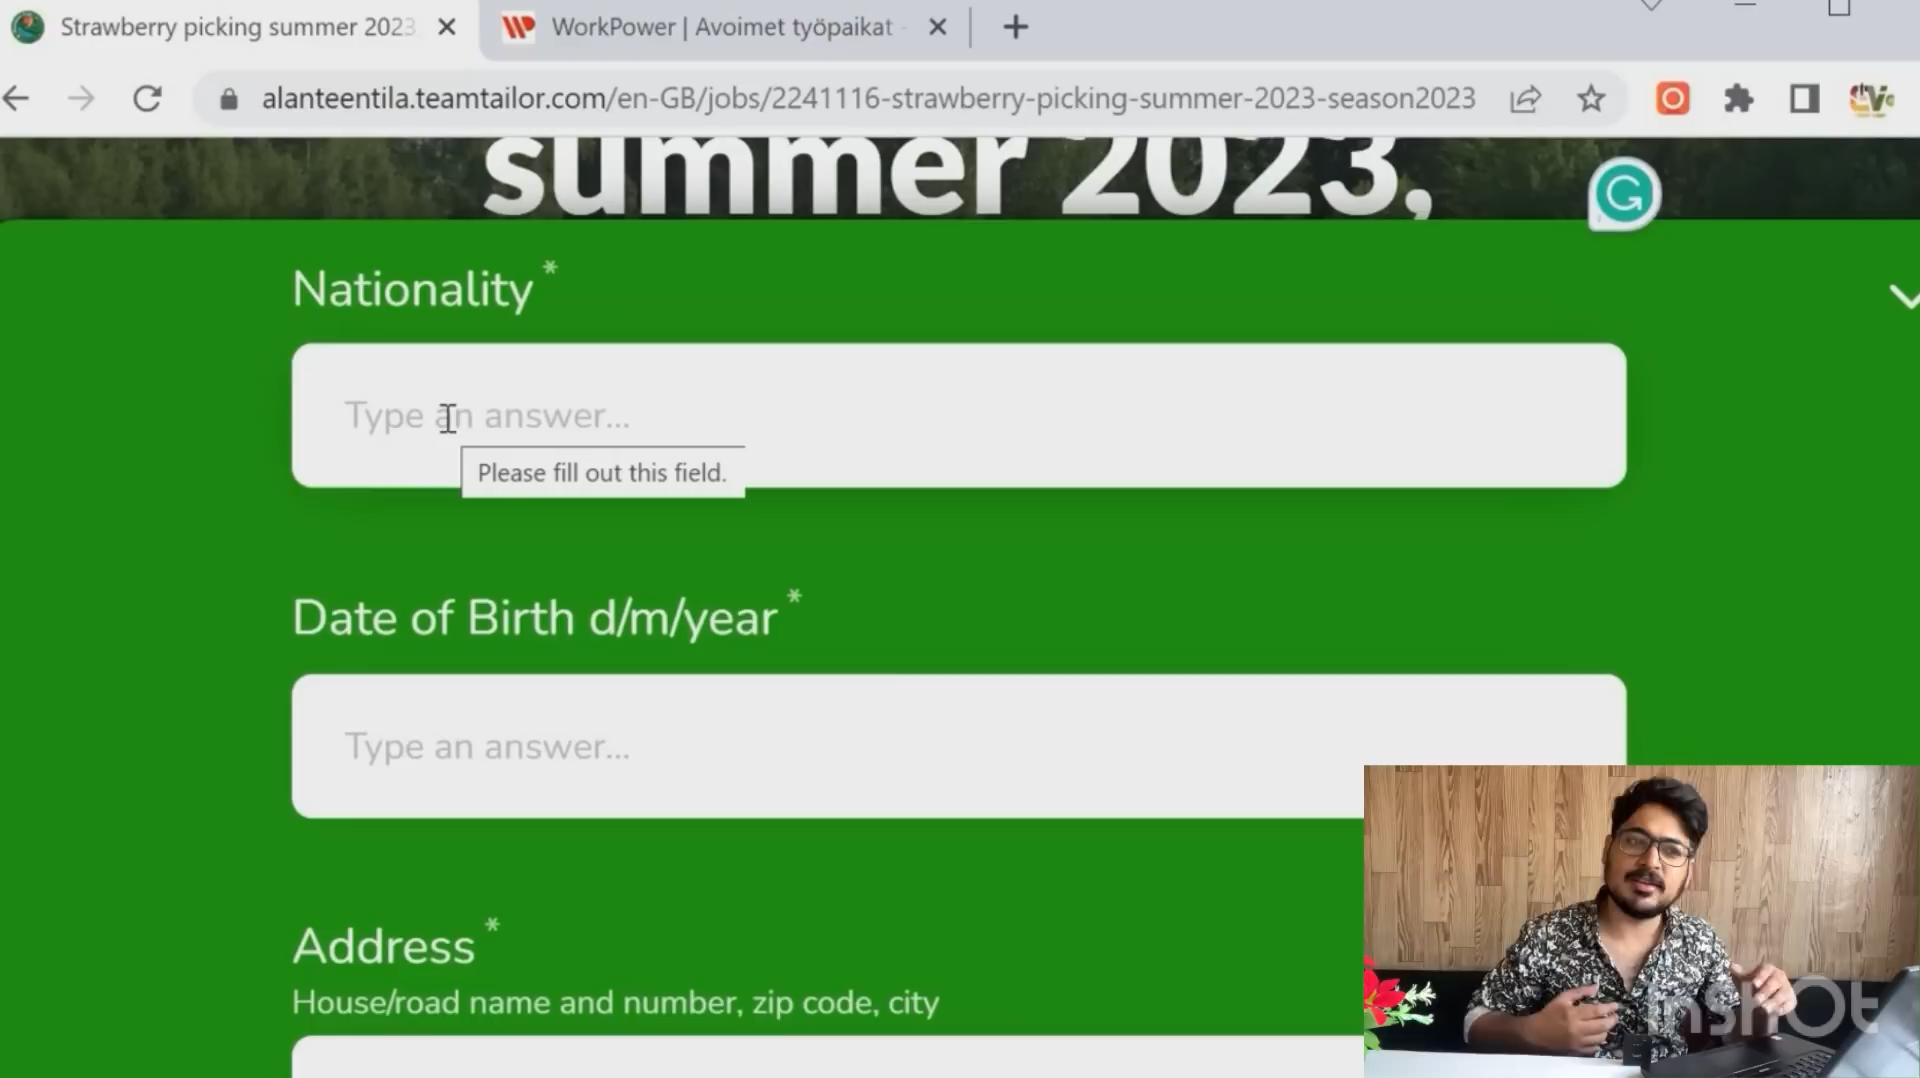 Strawberry picking summer 2023
WorkPower | Avoimet työpaikat -
alanteentila.teamtailor.com/en-GB/jobs/2241116-strawberry-picking-summer-2023-season2023
summer 2023,
Nationality *
Type an answer...
Please fill out this field.
Date of Birth d/m/year *
Type an answer...
Address *
House/road name and number, zip code, city
InShOt